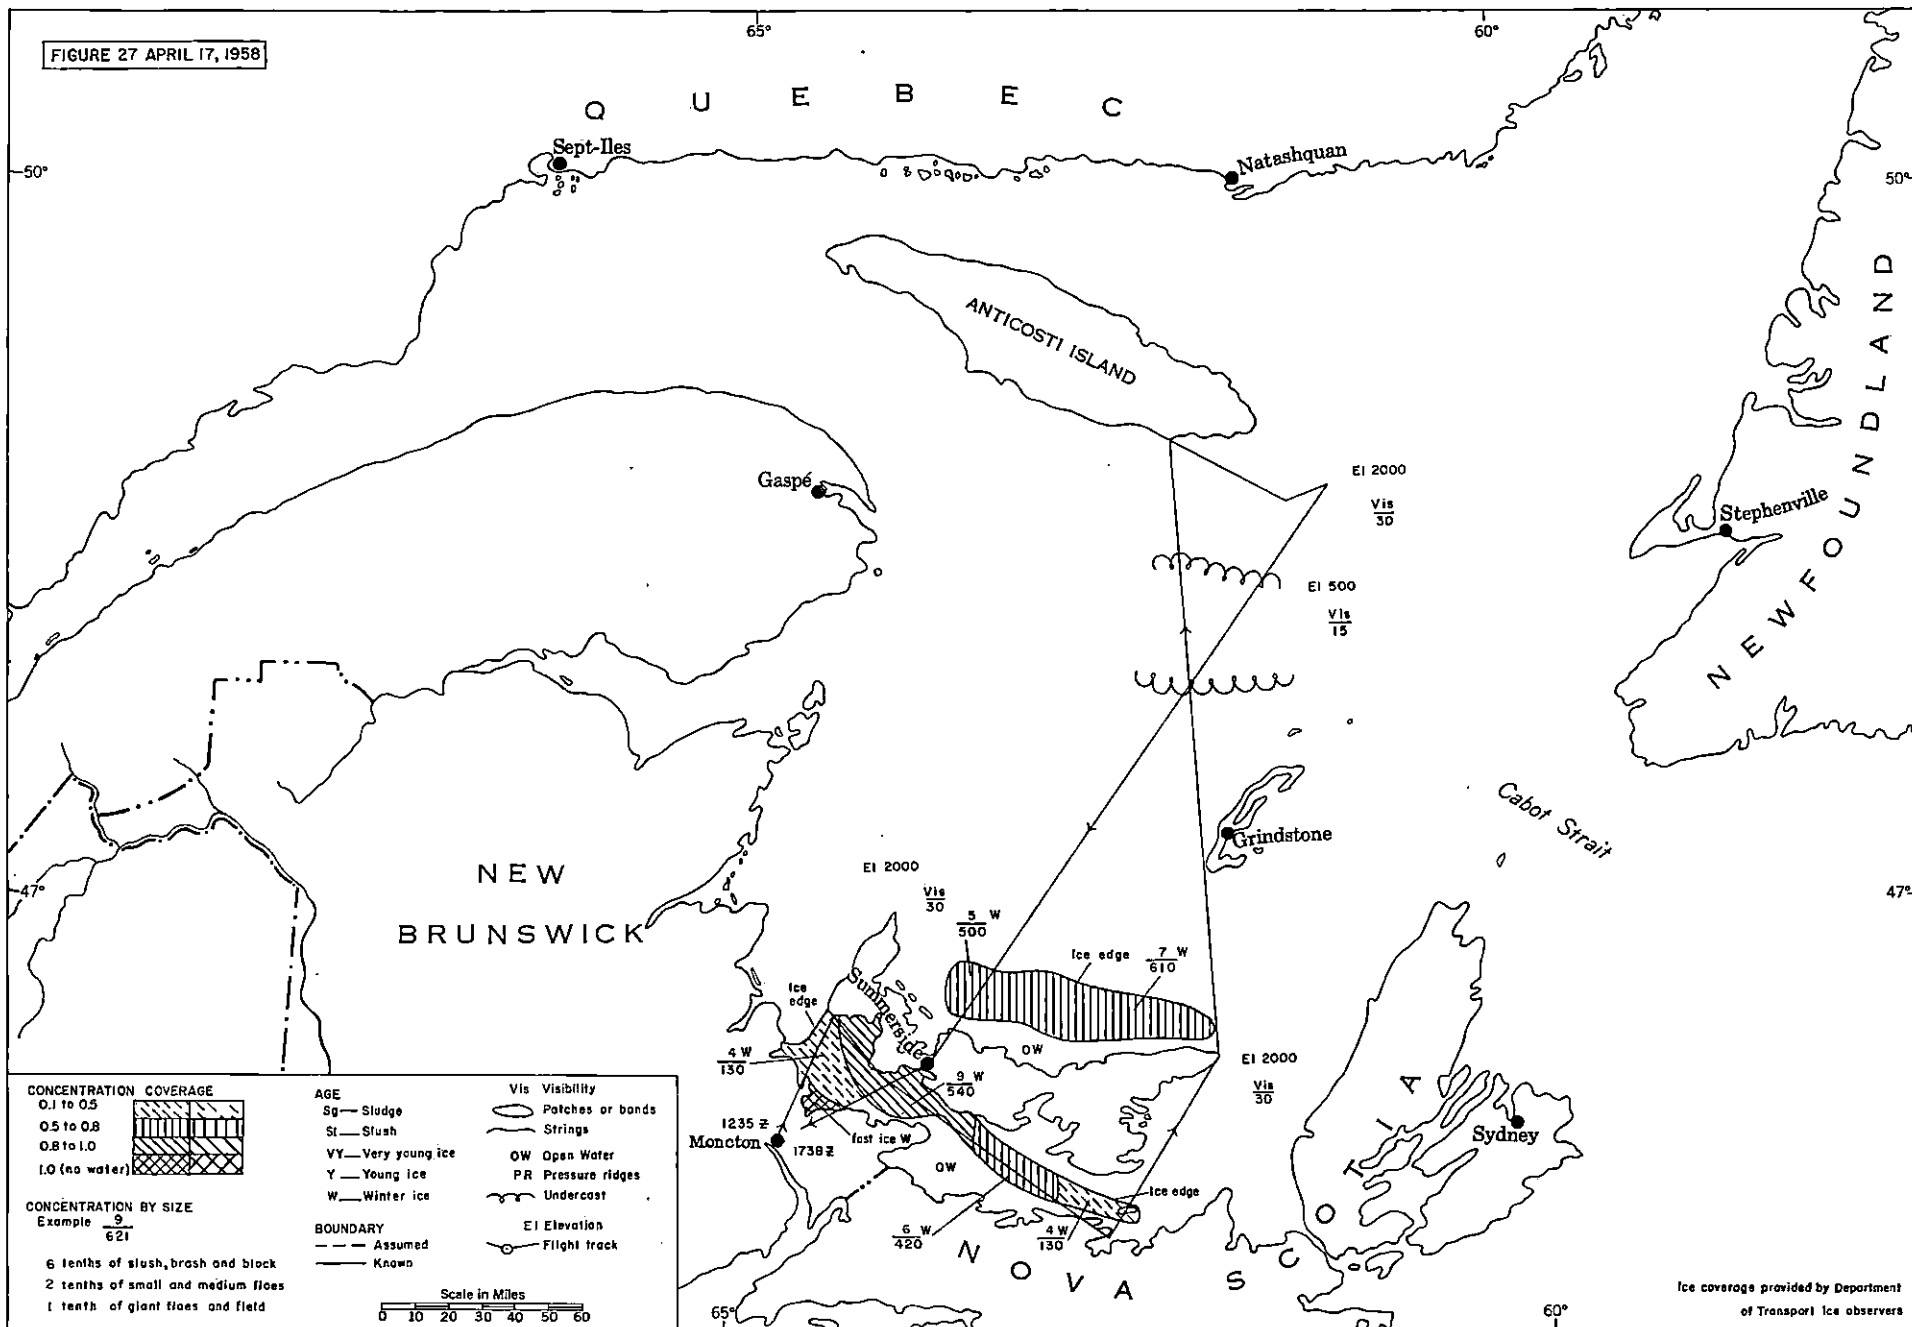 FIGURE 27 APRIL 17, 1958
65°
60°
QUEBEC
Sept-Iles
Natashquan
50°
50°
ANTICOSTI ISLAND
NEWFOUNDLAND
Gaspé
El 2000
Vis
30
Stephenville
El 500
Vis
15
Cabot Strait
Grindstone
NEW
BRUNSWICK
47°
47°
El 2000
Vis
30
5 W
500
Ice edge
7 W
610
Ice
edge
Summerside
OW
4 W
130
9 W
540
El 2000
Vis
30
1235 Z
Moncton
1738 Z
fast ice W
OW
Sydney
Ice edge
6 W
420
4 W
130
NOVA SCOTIA
CONCENTRATION COVERAGE
0.1 to 0.5
0.5 to 0.8
0.8 to 1.0
1.0 (no water)
CONCENTRATION BY SIZE
Example 9
621
6 tenths of slush, brash and block
2 tenths of small and medium floes
1 tenth of giant floes and field
AGE
Sg — Sludge
Sl — Slush
VY — Very young ice
Y — Young ice
W — Winter ice
BOUNDARY
Assumed
Known
Vis Visibility
Patches or bands
Strings
OW Open Water
PR Pressure ridges
Undercast
El Elevation
Flight track
Scale in Miles
0 10 20 30 40 50 60
65°
60°
Ice coverage provided by Department
of Transport Ice observers